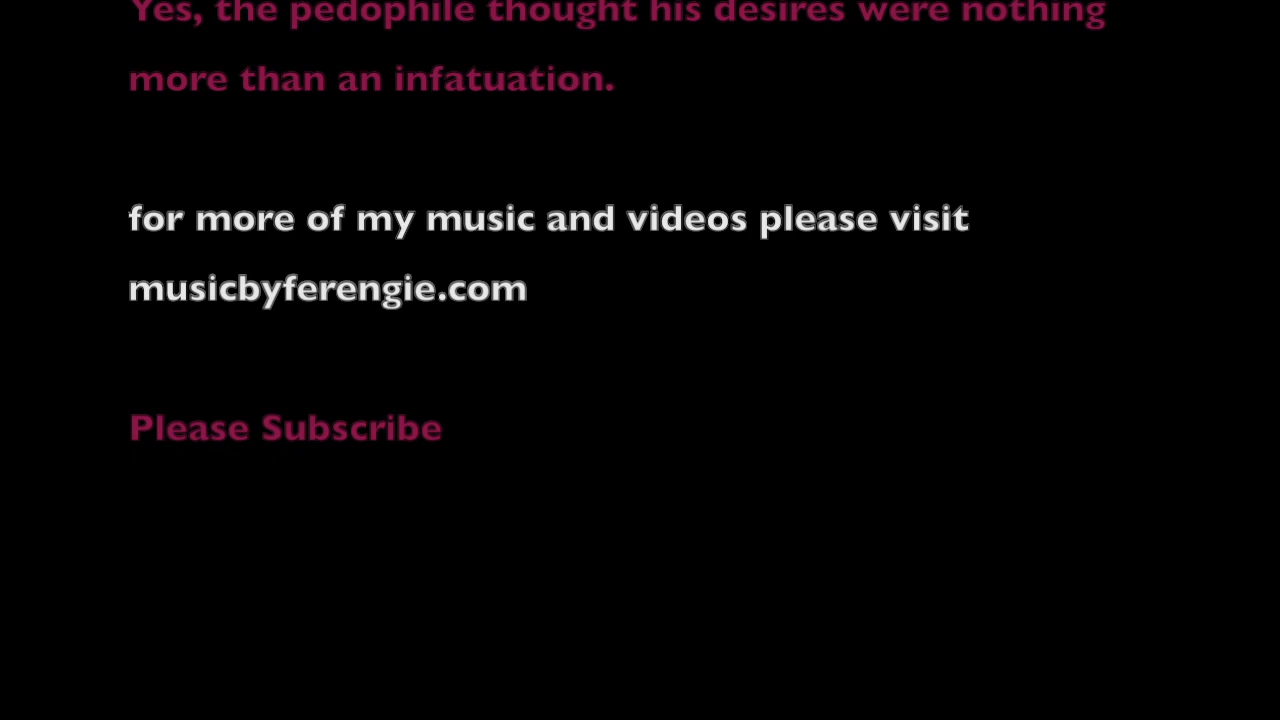 Yes, the pedophile thought his desires were nothing
more than an infatuation.
for more of my music and videos please visit
musicbyferengie.com
Please Subscribe